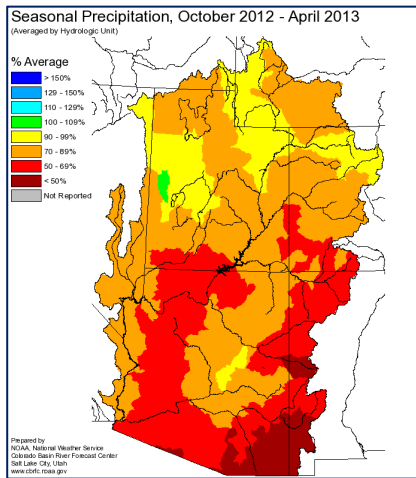 Seasonal Precipitation, October 2012 - April 2013
(Averaged by Hydrologic Unit)
% Average
> 150%
129 - 150%
110 - 129%
100 - 109%
90 - 99%
70 - 89%
50 - 69%
< 50%
Not Reported
Prepared by
NOAA, National Weather Service
Colorado Basin River Forecast Center
Salt Lake City, Utah
www.cbrfc.noaa.gov